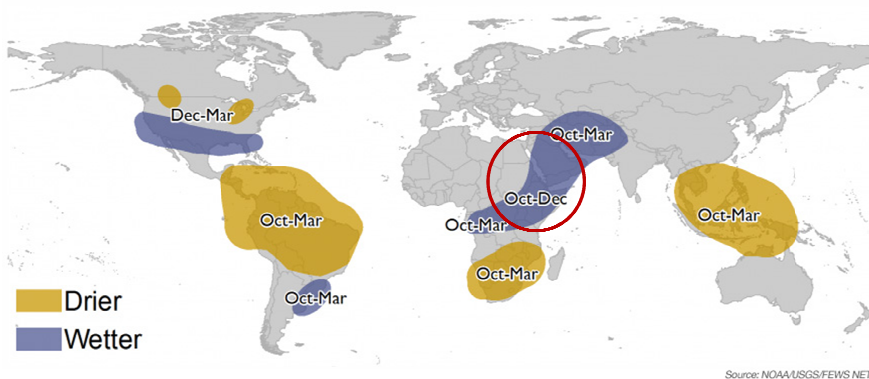 Dec-Mar
Oct-Mar
Oct-Dec
Oct-Mar
Oct-Mar
Oct-Mar
Oct-Mar
Oct-Mar
Drier
Wetter
Source: NOAA/USGS/FEWS NET